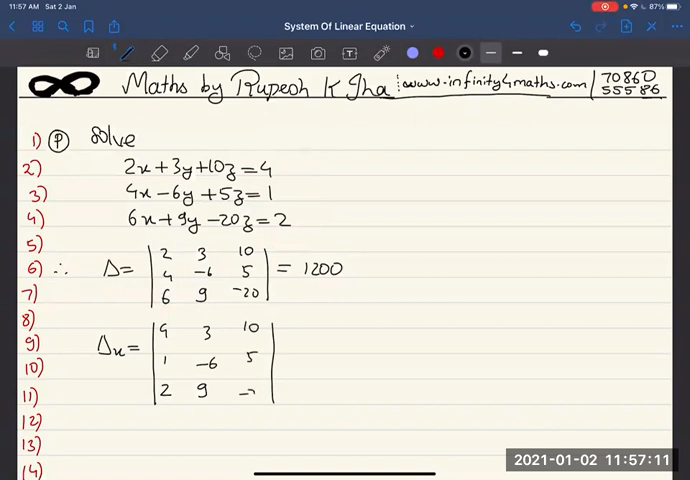 11:57 AM Sat 2 Jan 87%
System Of Linear Equation
Maths by Rupesh K Jha www.infinity4maths.com / 7086055586
1) (P) solve
2) 2x+3y+10z=4
3) 4x-6y+5z=1
4) 6x+9y-20z=2
5) 2 3 10
6) ∴ Δ= 4 -6 5 = 1200
7) 6 9 -20
8) 4 3 10
9) Δx=
10) 1 -6 5
11) 2 9
12)
13)
14)
2021-01-02 11:57:11